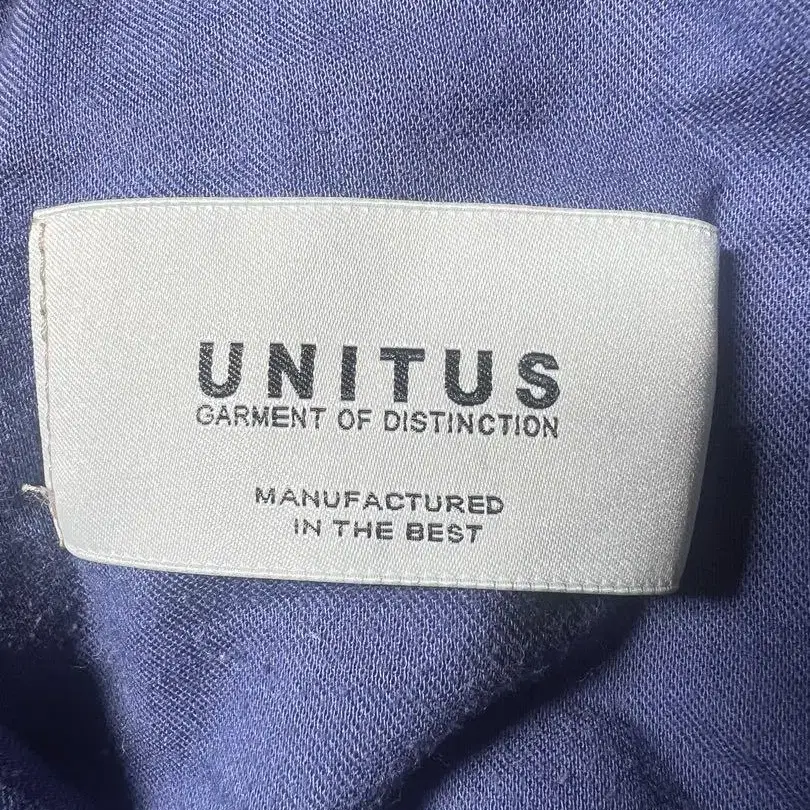 UNITUS
GARMENT OF DISTINCTION
MANUFACTURED
IN THE BEST